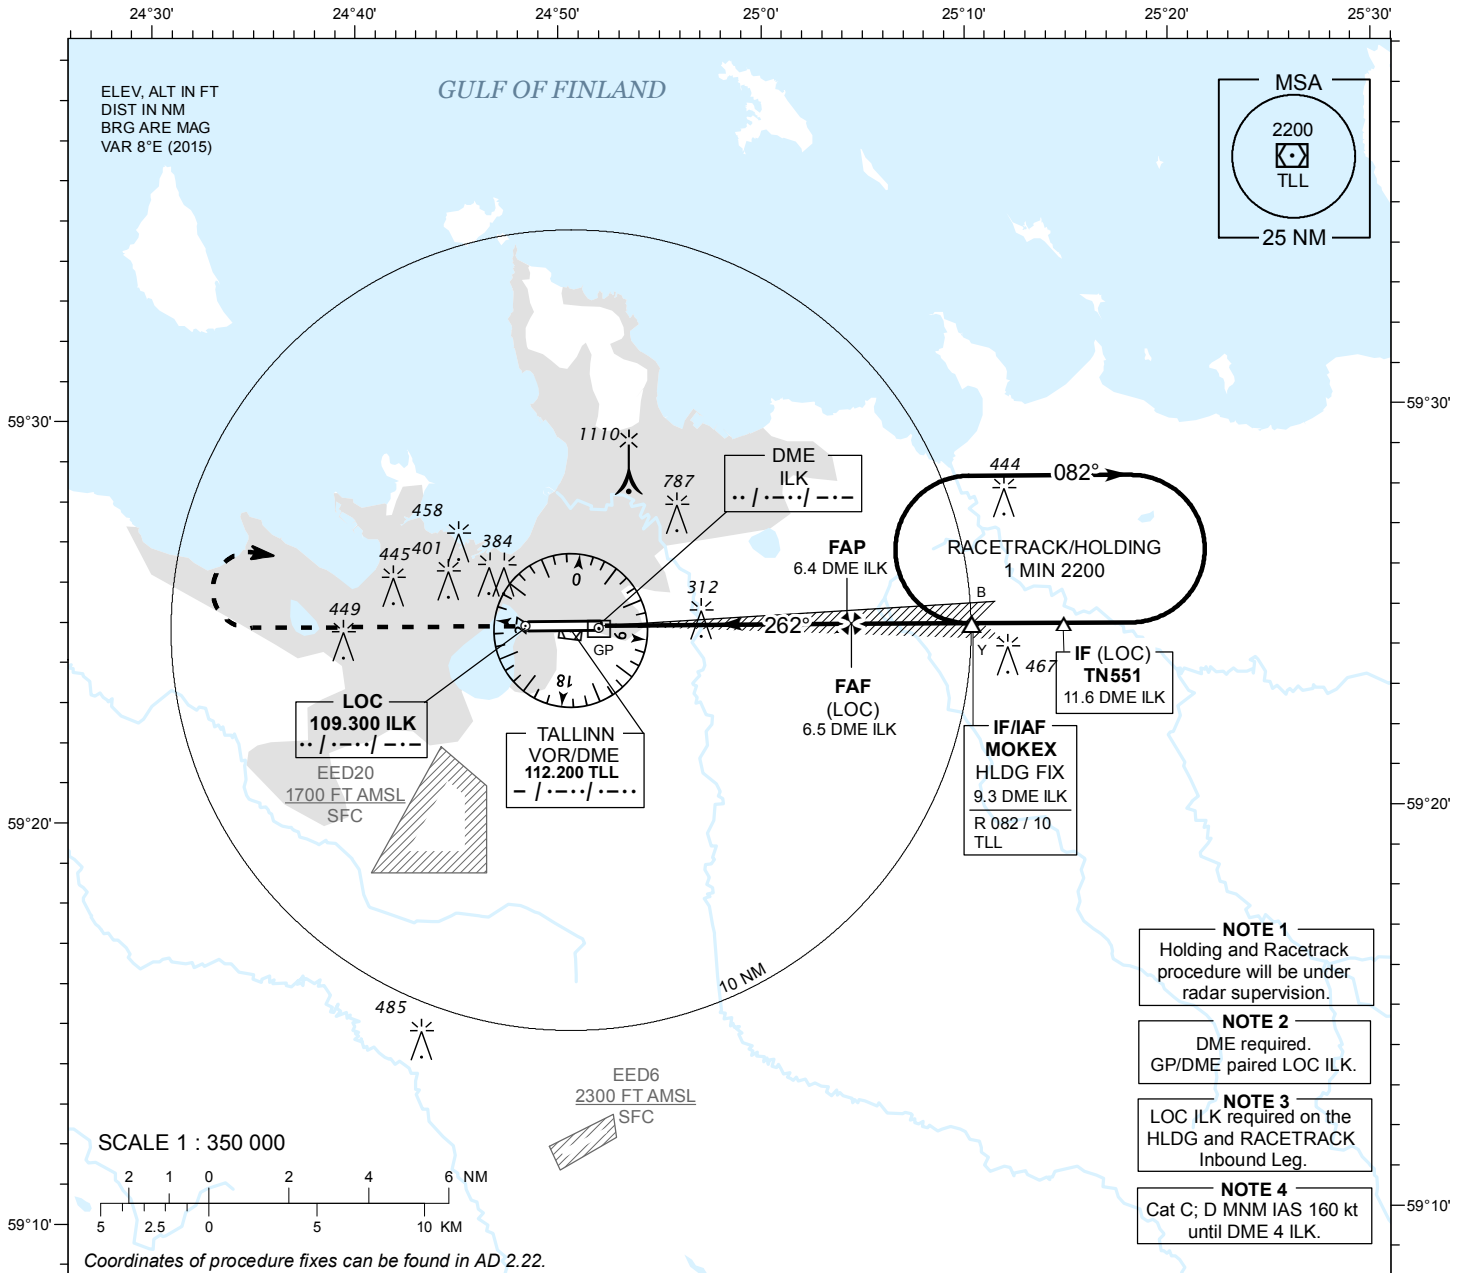 24°30' 24°40' 24°50' 25°0' 25°10' 25°20' 25°30'
ELEV, ALT IN FT
DIST IN NM
BRG ARE MAG
VAR 8°E (2015)
GULF OF FINLAND
MSA
2200
TLL
25 NM
59°30'
59°30'
1110
787
DME
ILK
·· / ·–·· / –·–
444
082°
RACETRACK/HOLDING
1 MIN 2200
458
445
401
384
449
312
FAP
6.4 DME ILK
0
9
18
GP
262°
B
Y
467
FAF
(LOC)
6.5 DME ILK
IF (LOC)
TN551
11.6 DME ILK
LOC
109.300 ILK
·· / ·–·· / –·–
TALLINN
VOR/DME
112.200 TLL
– / ·–·· / ·–··
IF/IAF
MOKEX
HLDG FIX
9.3 DME ILK
R 082 / 10
TLL
EED20
1700 FT AMSL
SFC
59°20'
59°20'
10 NM
485
EED6
2300 FT AMSL
SFC
NOTE 1
Holding and Racetrack
procedure will be under
radar supervision.
NOTE 2
DME required.
GP/DME paired LOC ILK.
NOTE 3
LOC ILK required on the
HLDG and RACETRACK
Inbound Leg.
NOTE 4
Cat C; D MNM IAS 160 kt
until DME 4 ILK.
SCALE 1 : 350 000
2 1 0 2 4 6 NM
5 2.5 0 5 10 KM
59°10'
59°10'
Coordinates of procedure fixes can be found in AD 2.22.